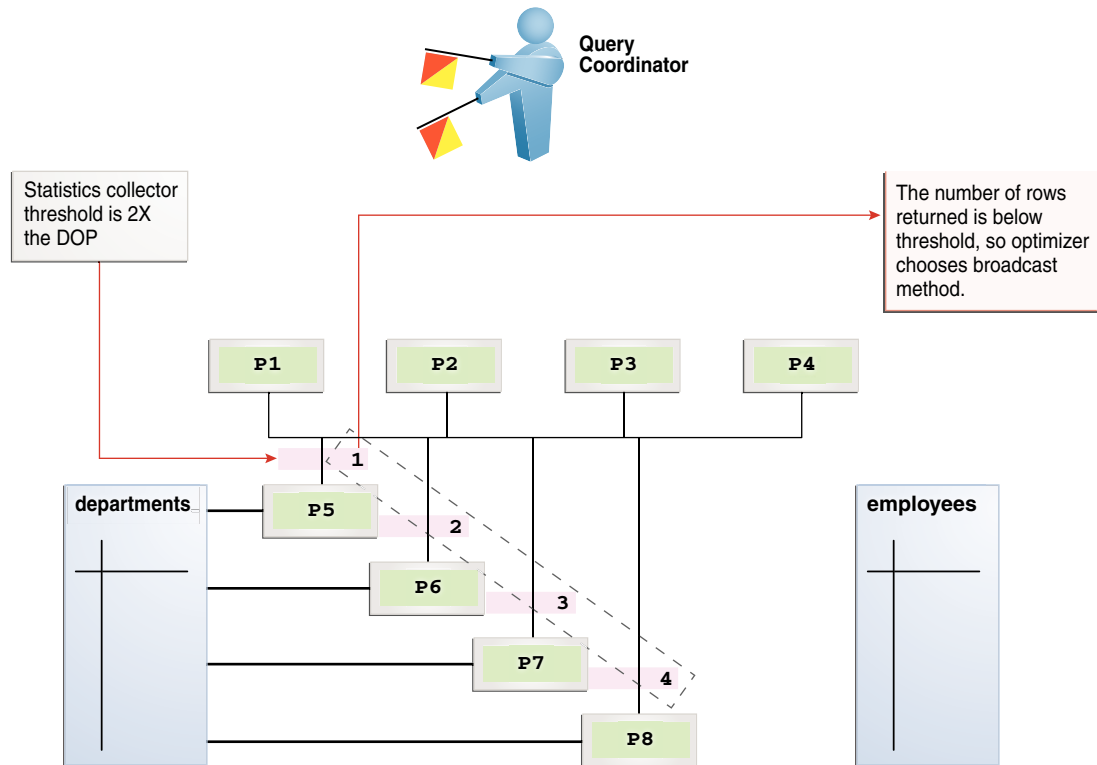 Query
Coordinator
Statistics collector
threshold is 2X
the DOP
The number of rows
returned is below
threshold, so optimizer
chooses broadcast
method.
P1
P2
P3
P4
1
departments
P5
employees
2
P6
3
P7
4
P8